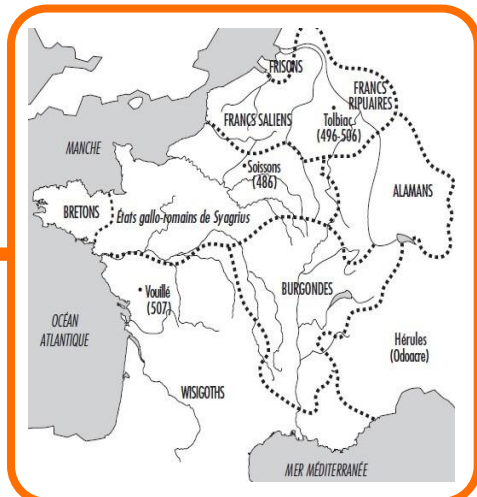 FRISONS
FRANCS
RIPUAIRES
FRANCS SALIENS
Tolbiac
(496-506)
MANCHE
Soissons
(486)
ALAMANS
BRETONS
États gallo-romains de Syagrius
Vouillé
(507)
BURGONDES
OCÉAN
ATLANTIQUE
Hérules
(Odoacre)
WISIGOTHS
MER MÉDITERRANÉE